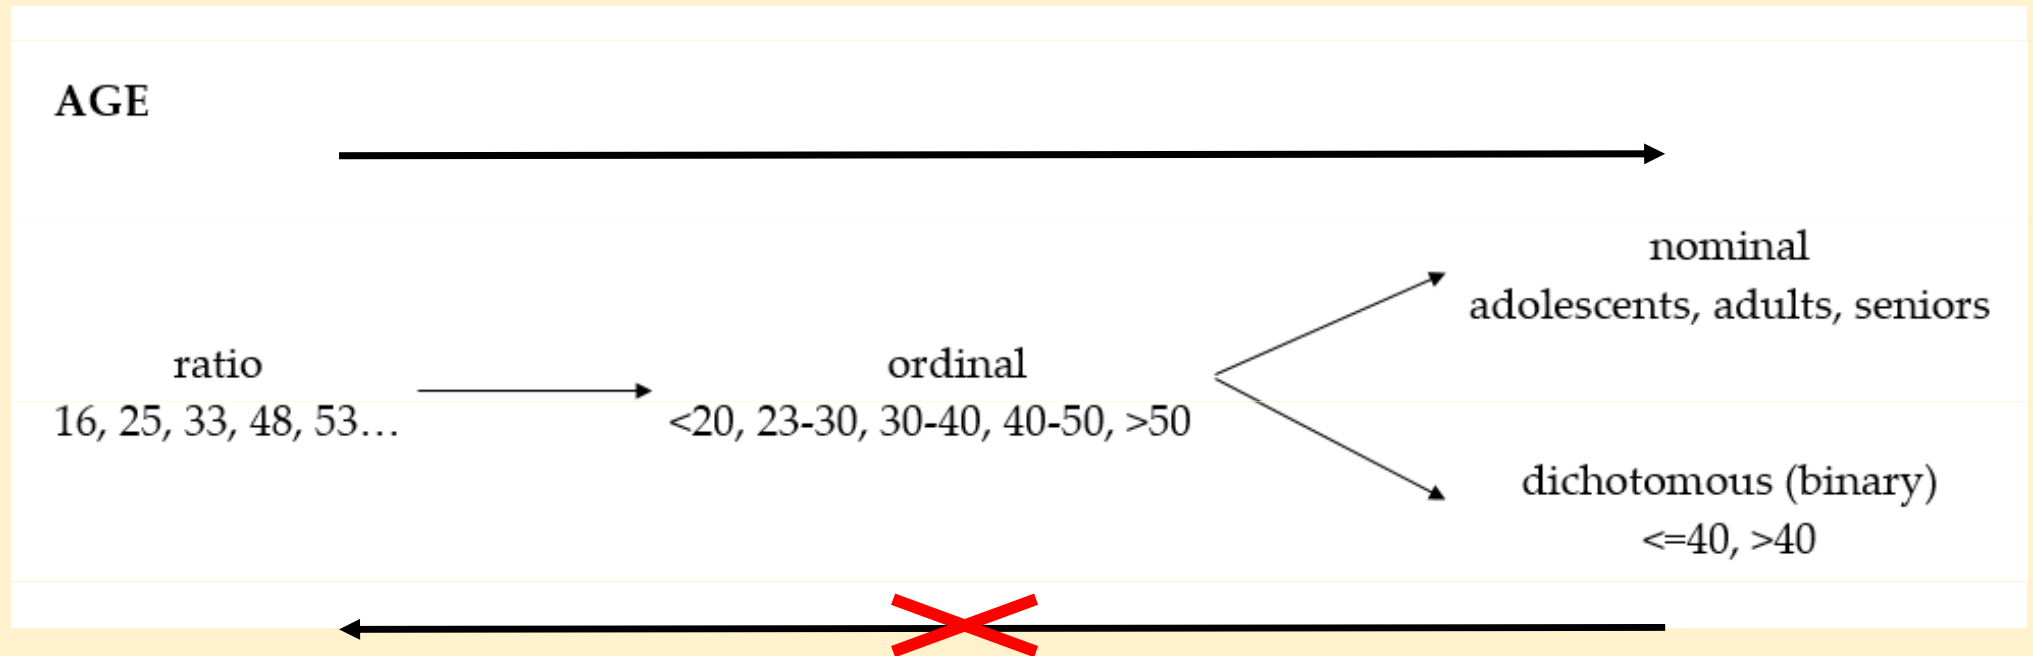 AGE
ratio
16, 25, 33, 48, 53...
ordinal
<20, 23-30, 30-40, 40-50, >50
nominal
adolescents, adults, seniors
dichotomous (binary)
<=40, >40